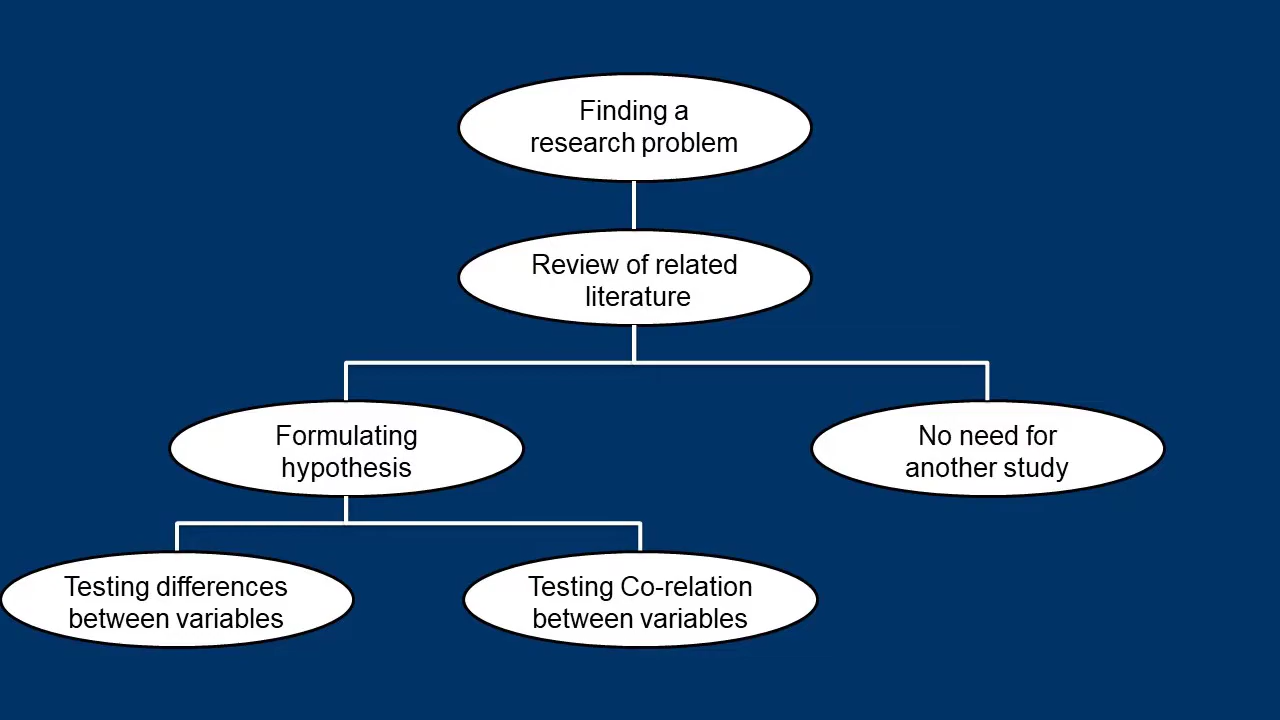 Finding a
research problem
Review of related
literature
Formulating
hypothesis
No need for
another study
Testing differences
between variables
Testing Co-relation
between variables